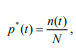 p*(t) = n(t)/N ,